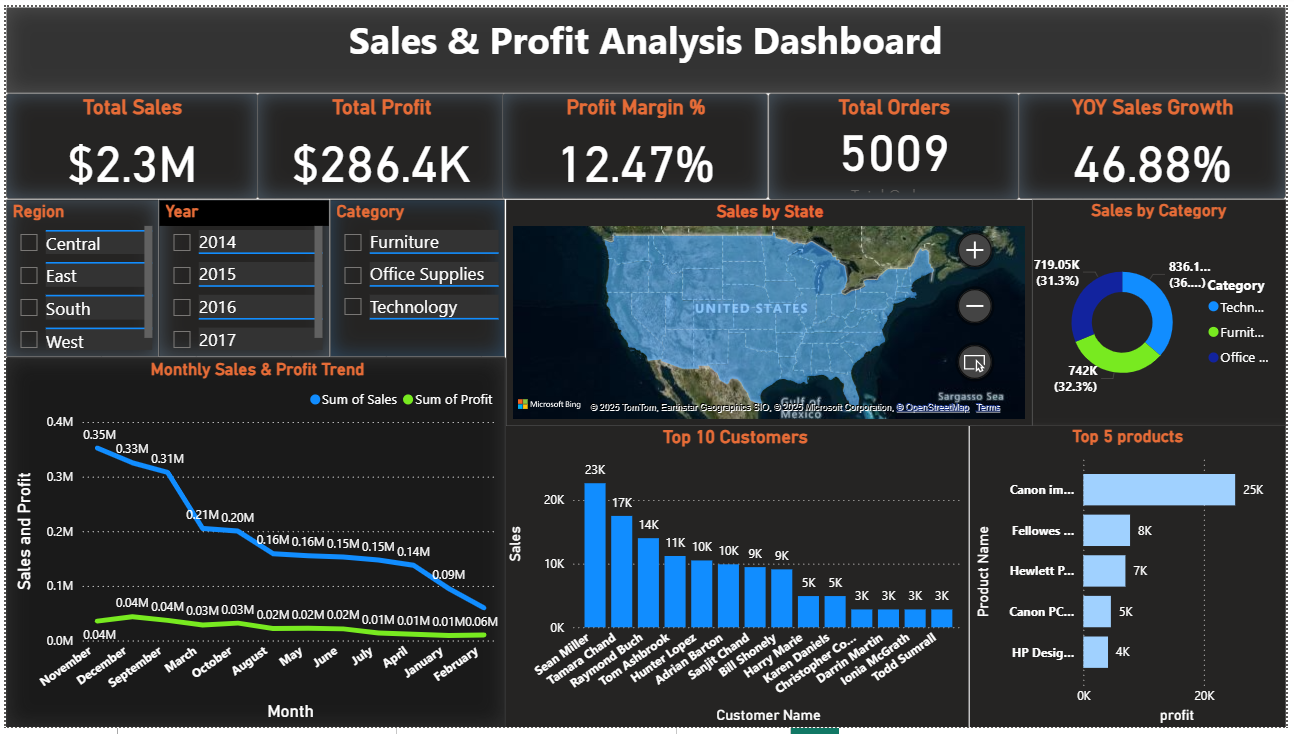 Sales & Profit Analysis Dashboard
Total Sales
$2.3M
Total Profit
$286.4K
Profit Margin %
12.47%
Total Orders
5009
YOY Sales Growth
46.88%
Region
Central
East
South
West
Year
2014
2015
2016
2017
Category
Furniture
Office Supplies
Technology
Sales by State
UNITED STATES
Gulf of
Mexico
Sargasso Sea
Microsoft Bing
© 2025 TomTom, Earthstar Geographics SIO, © 2025 Microsoft Corporation, © OpenStreetMap Terms
Sales by Category
719.05K
(31.3%)
836.1...
(36....)
742K
(32.3%)
Category
Techn...
Furnit...
Office ...
Monthly Sales & Profit Trend
Sum of Sales
Sum of Profit
Sales and Profit
0.4M
0.3M
0.2M
0.1M
0.0M
0.35M
0.33M
0.31M
0.21M
0.20M
0.16M
0.16M
0.15M
0.15M
0.14M
0.09M
0.06M
0.04M
0.04M
0.04M
0.03M
0.03M
0.02M
0.02M
0.02M
0.01M
0.01M
0.01M
November
December
September
March
October
August
May
June
July
April
January
February
Month
Top 10 Customers
Sales
20K
10K
0K
23K
17K
14K
11K
10K
10K
9K
9K
5K
5K
3K
3K
3K
3K
Sean Miller
Tamara Chand
Raymond Buch
Tom Ashbrook
Hunter Lopez
Adrian Barton
Sanjit Chand
Bill Shonely
Harry Marie
Karen Daniels
Christopher Co...
Darrin Martin
Ionia McGrath
Todd Sumrall
Customer Name
Top 5 products
Product Name
Canon im...
25K
Fellowes ...
8K
Hewlett P...
7K
Canon PC...
5K
HP Desig...
4K
0K
20K
profit